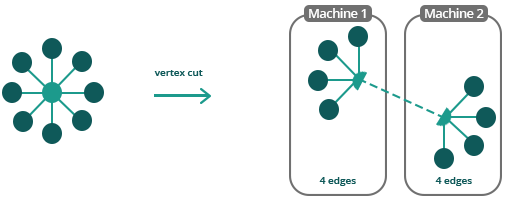 Machine 1
Machine 2
vertex cut
4 edges
4 edges